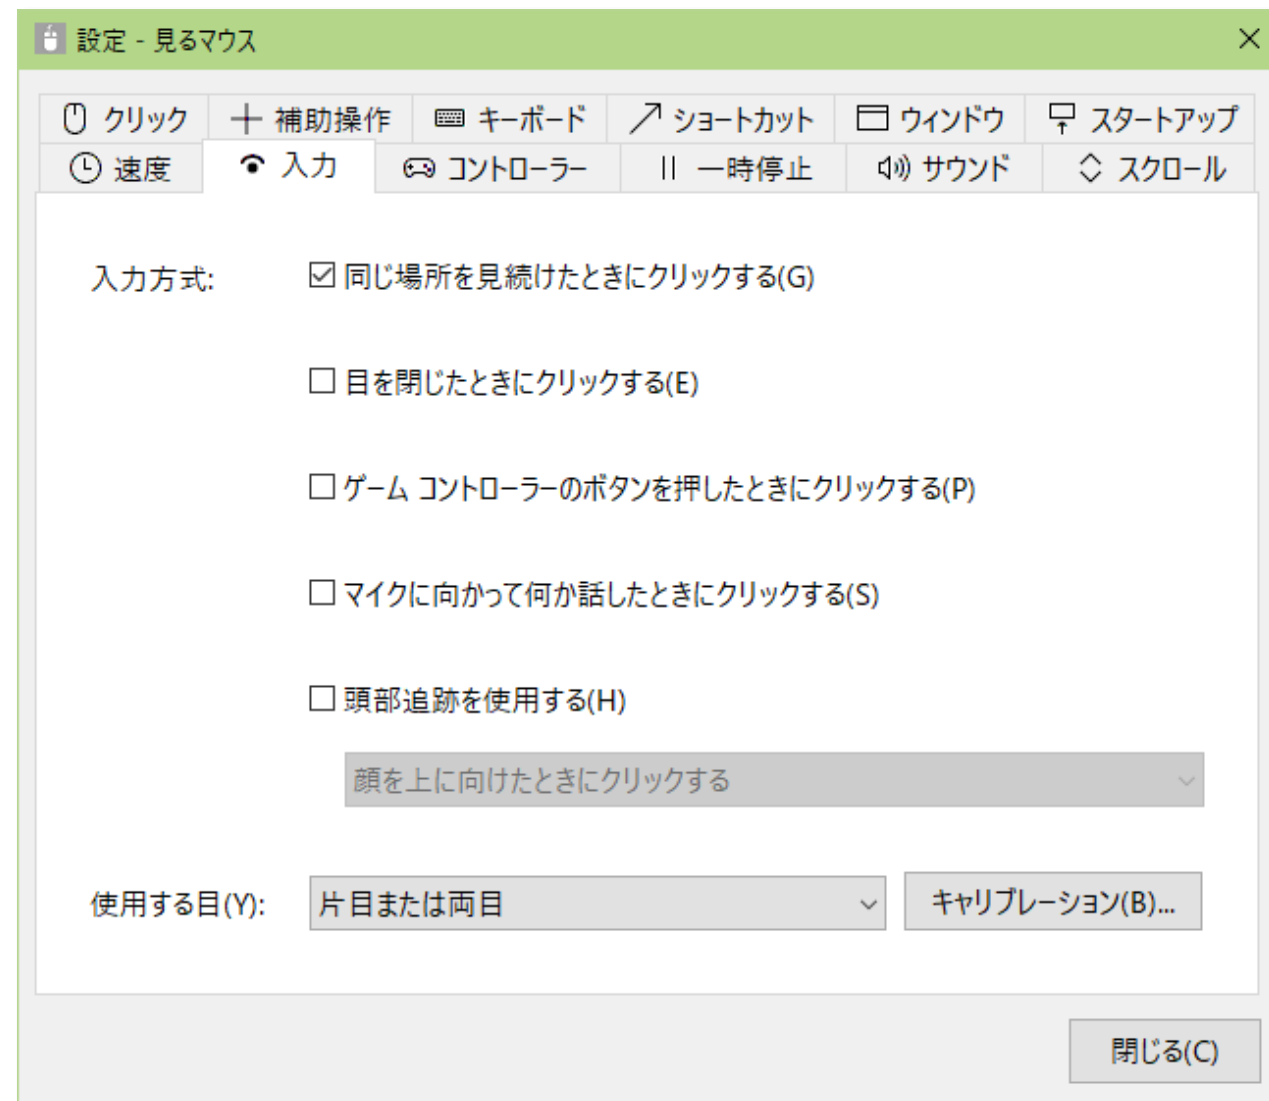 設定 - 見るマウス
クリック 補助操作 キーボード ショートカット ウィンドウ スタートアップ
速度 入力 コントローラー 一時停止 サウンド スクロール
入力方式: 同じ場所を見続けたときにクリックする(G)
目を閉じたときにクリックする(E)
ゲーム コントローラーのボタンを押したときにクリックする(P)
マイクに向かって何か話したときにクリックする(S)
頭部追跡を使用する(H)
顔を上に向けたときにクリックする
使用する目(Y): 片目または両目 キャリブレーション(B)...
閉じる(C)